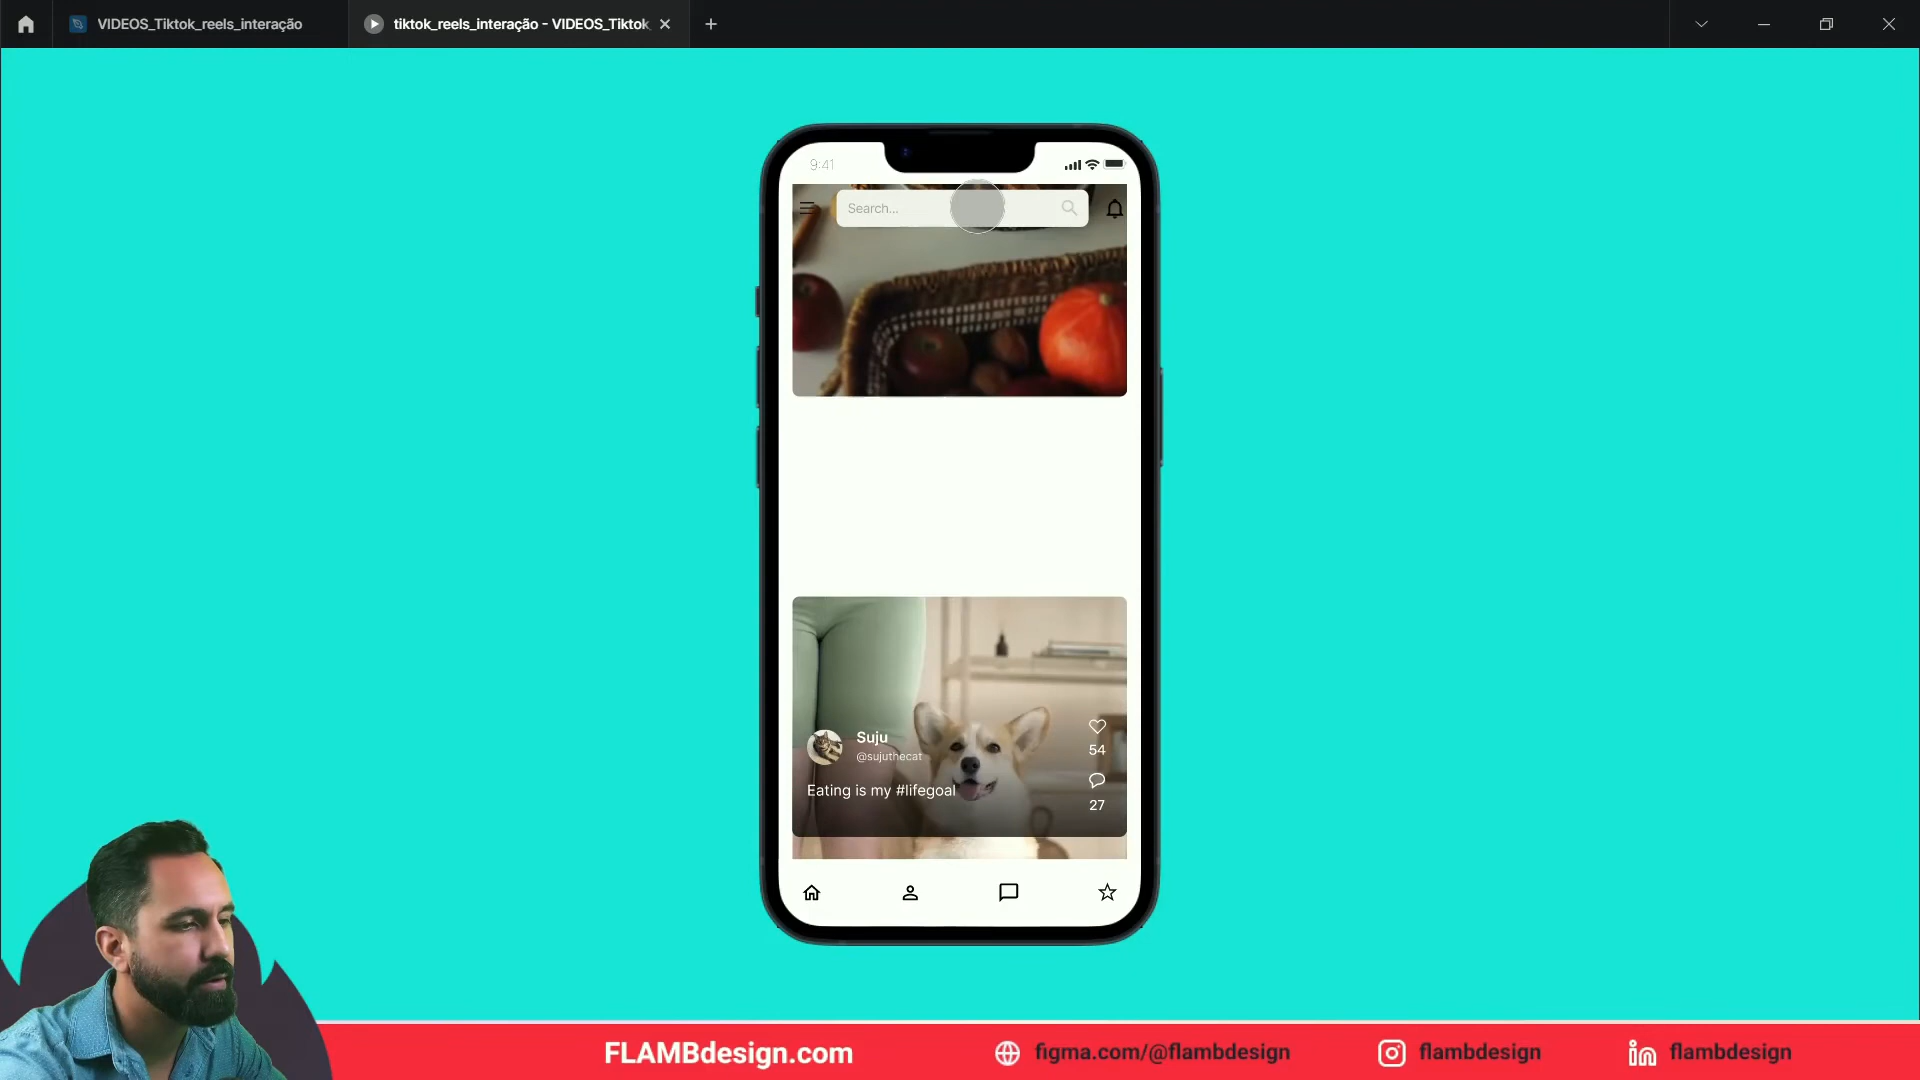 VIDEOS_Tiktok_reels_interação
tiktok_reels_interação - VIDEOS_Tiktok
9:41
Search...
Suju
@sujuthecat
Eating is my #lifegoal
54
27
FLAMBdesign.com
figma.com/@flambdesign
flambdesign
flambdesign